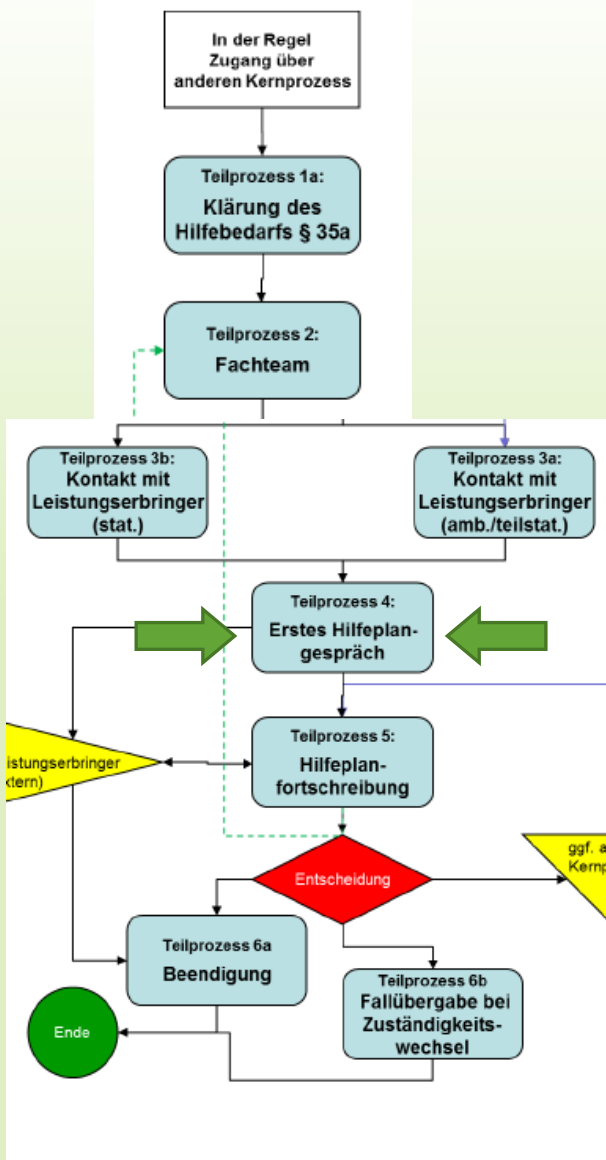 In der Regel
Zugang über
anderen Kernprozess
Teilprozess 1a:
Klärung des
Hilfebedarfs § 35a
Teilprozess 2:
Fachteam
Teilprozess 3b:
Kontakt mit
Leistungserbringer
(stat.)
Teilprozess 3a:
Kontakt mit
Leistungserbringer
(amb./teilstat.)
Teilprozess 4:
Erstes Hilfeplan-
gespräch
Teilprozess 5:
Hilfeplan-
fortschreibung
istungserbringer
xtern)
Entscheidung
ggf. a
Kernp
Teilprozess 6a
Beendigung
Teilprozess 6b
Fallübergabe bei
Zuständigkeits-
wechsel
Ende